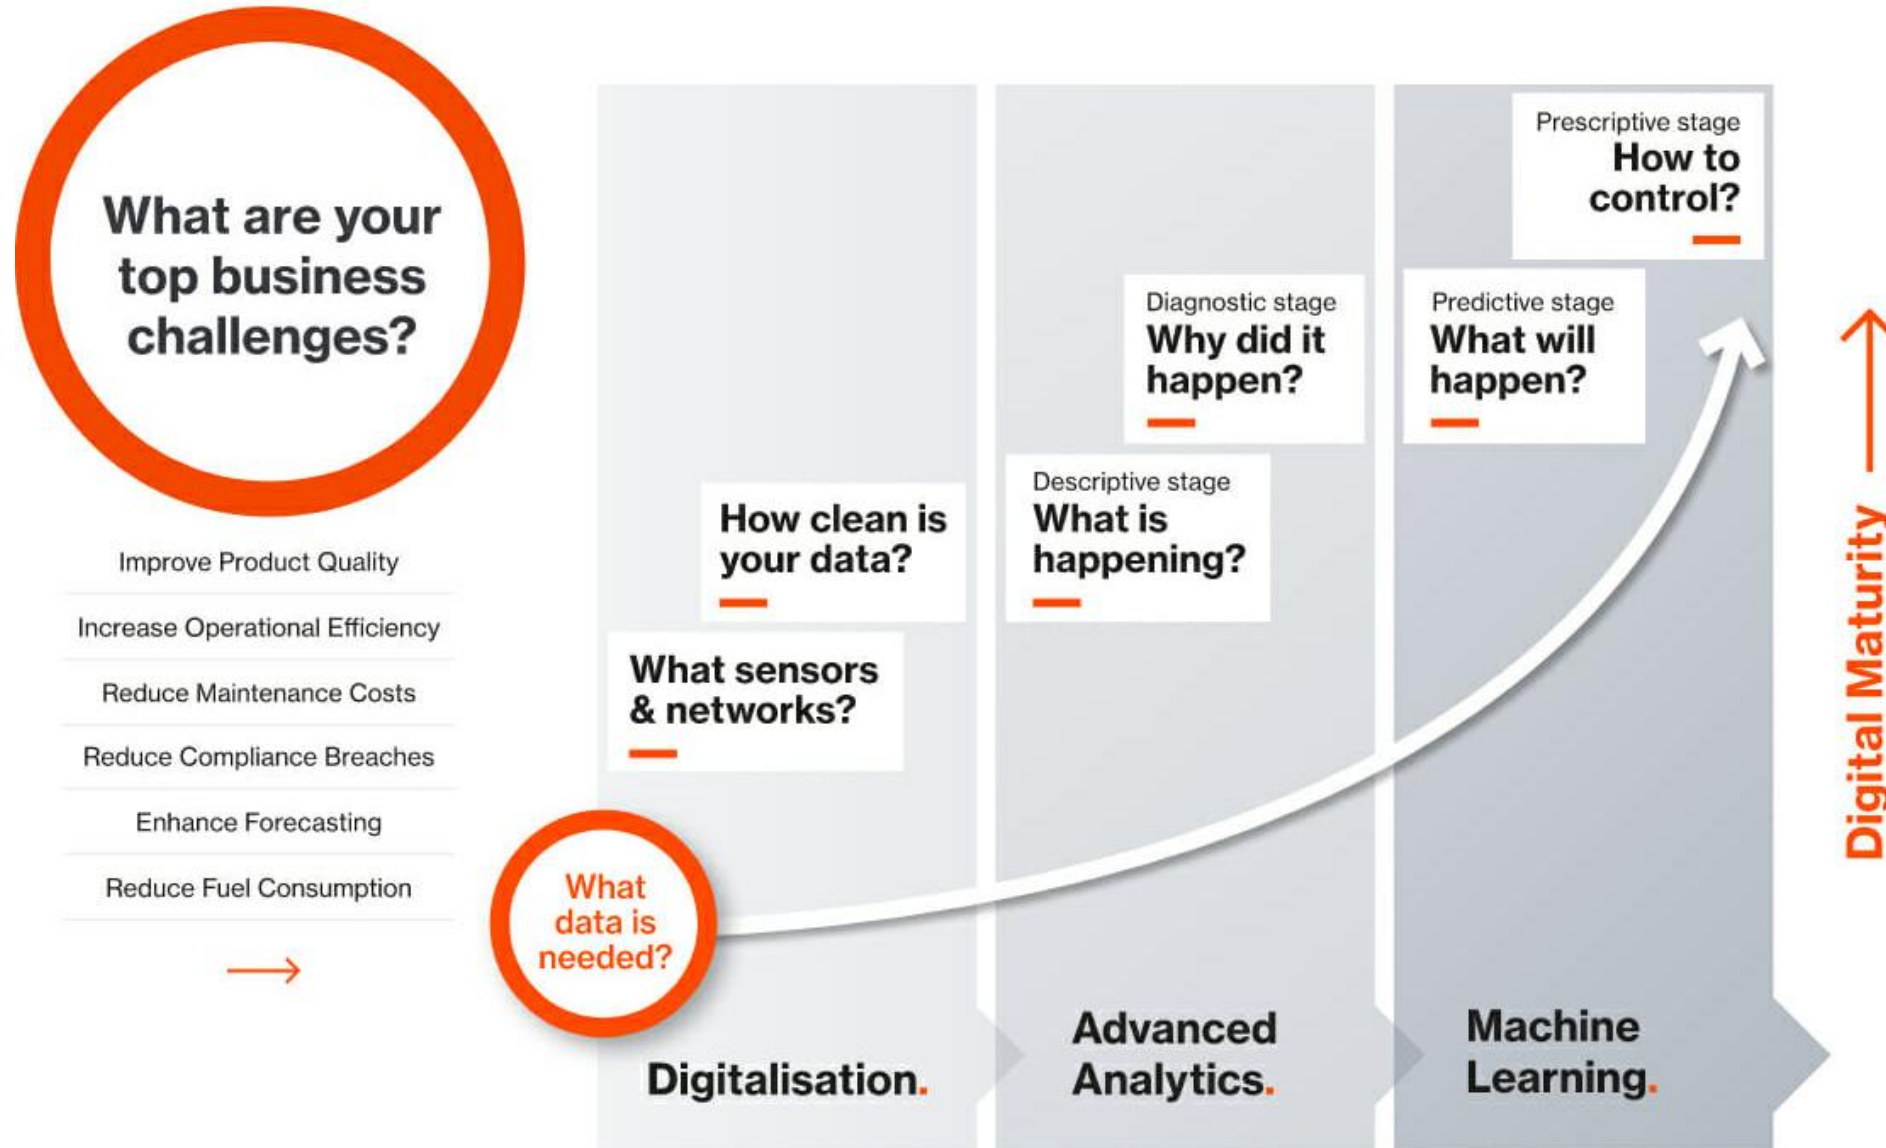 What are your
top business
challenges?
Improve Product Quality
Increase Operational Efficiency
Reduce Maintenance Costs
Reduce Compliance Breaches
Enhance Forecasting
Reduce Fuel Consumption
What
data is
needed?
What sensors
& networks?
How clean is
your data?
Digitalisation.
Descriptive stage
What is
happening?
Diagnostic stage
Why did it
happen?
Advanced
Analytics.
Predictive stage
What will
happen?
Prescriptive stage
How to
control?
Machine
Learning.
Digital Maturity